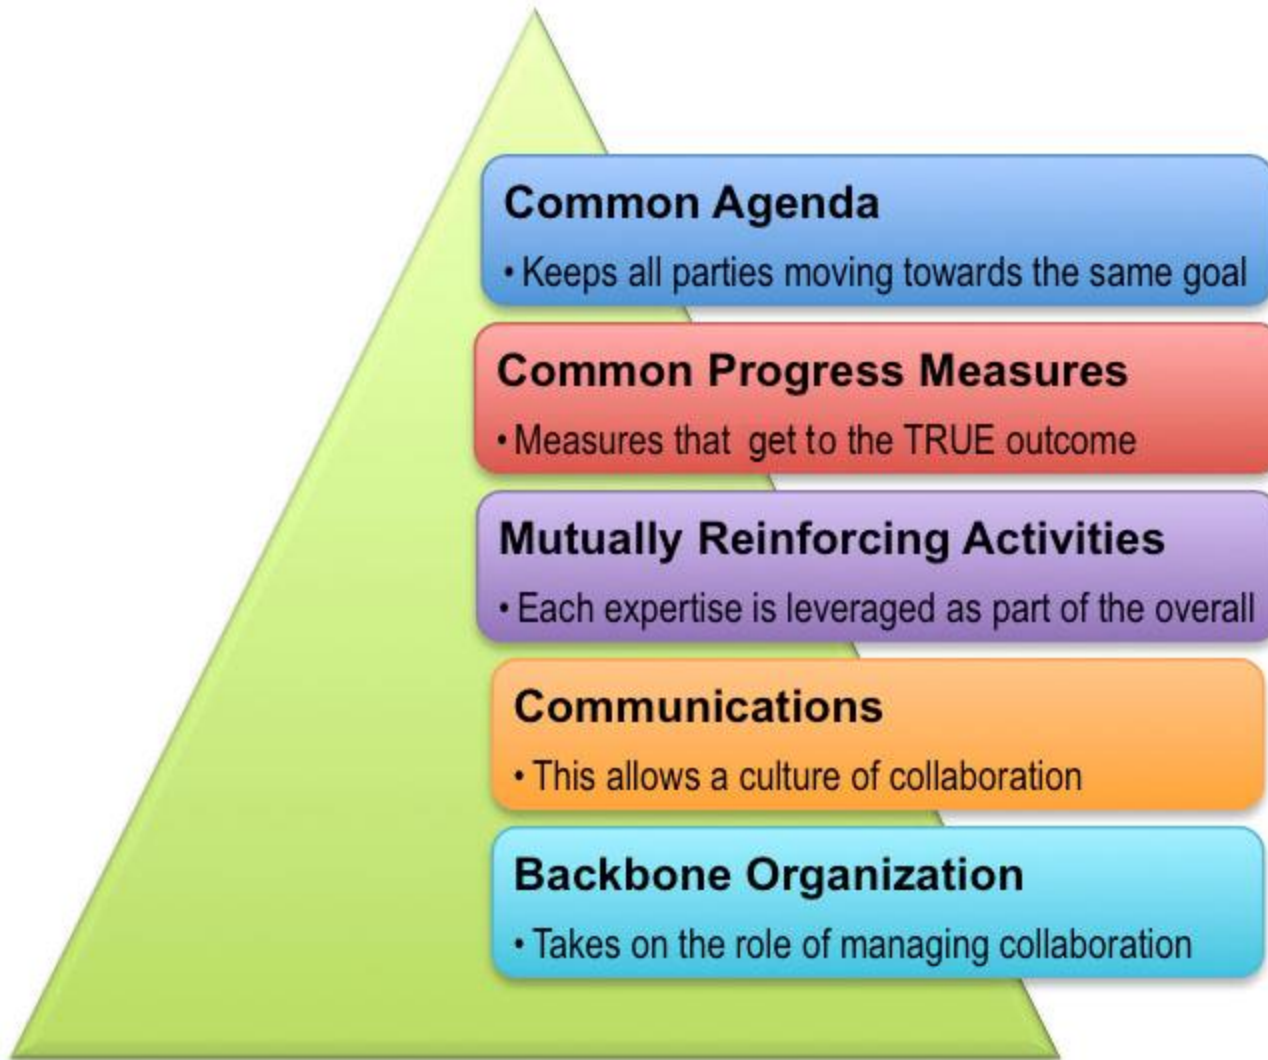 Common Agenda
• Keeps all parties moving towards the same goal
Common Progress Measures
• Measures that get to the TRUE outcome
Mutually Reinforcing Activities
• Each expertise is leveraged as part of the overall
Communications
• This allows a culture of collaboration
Backbone Organization
• Takes on the role of managing collaboration